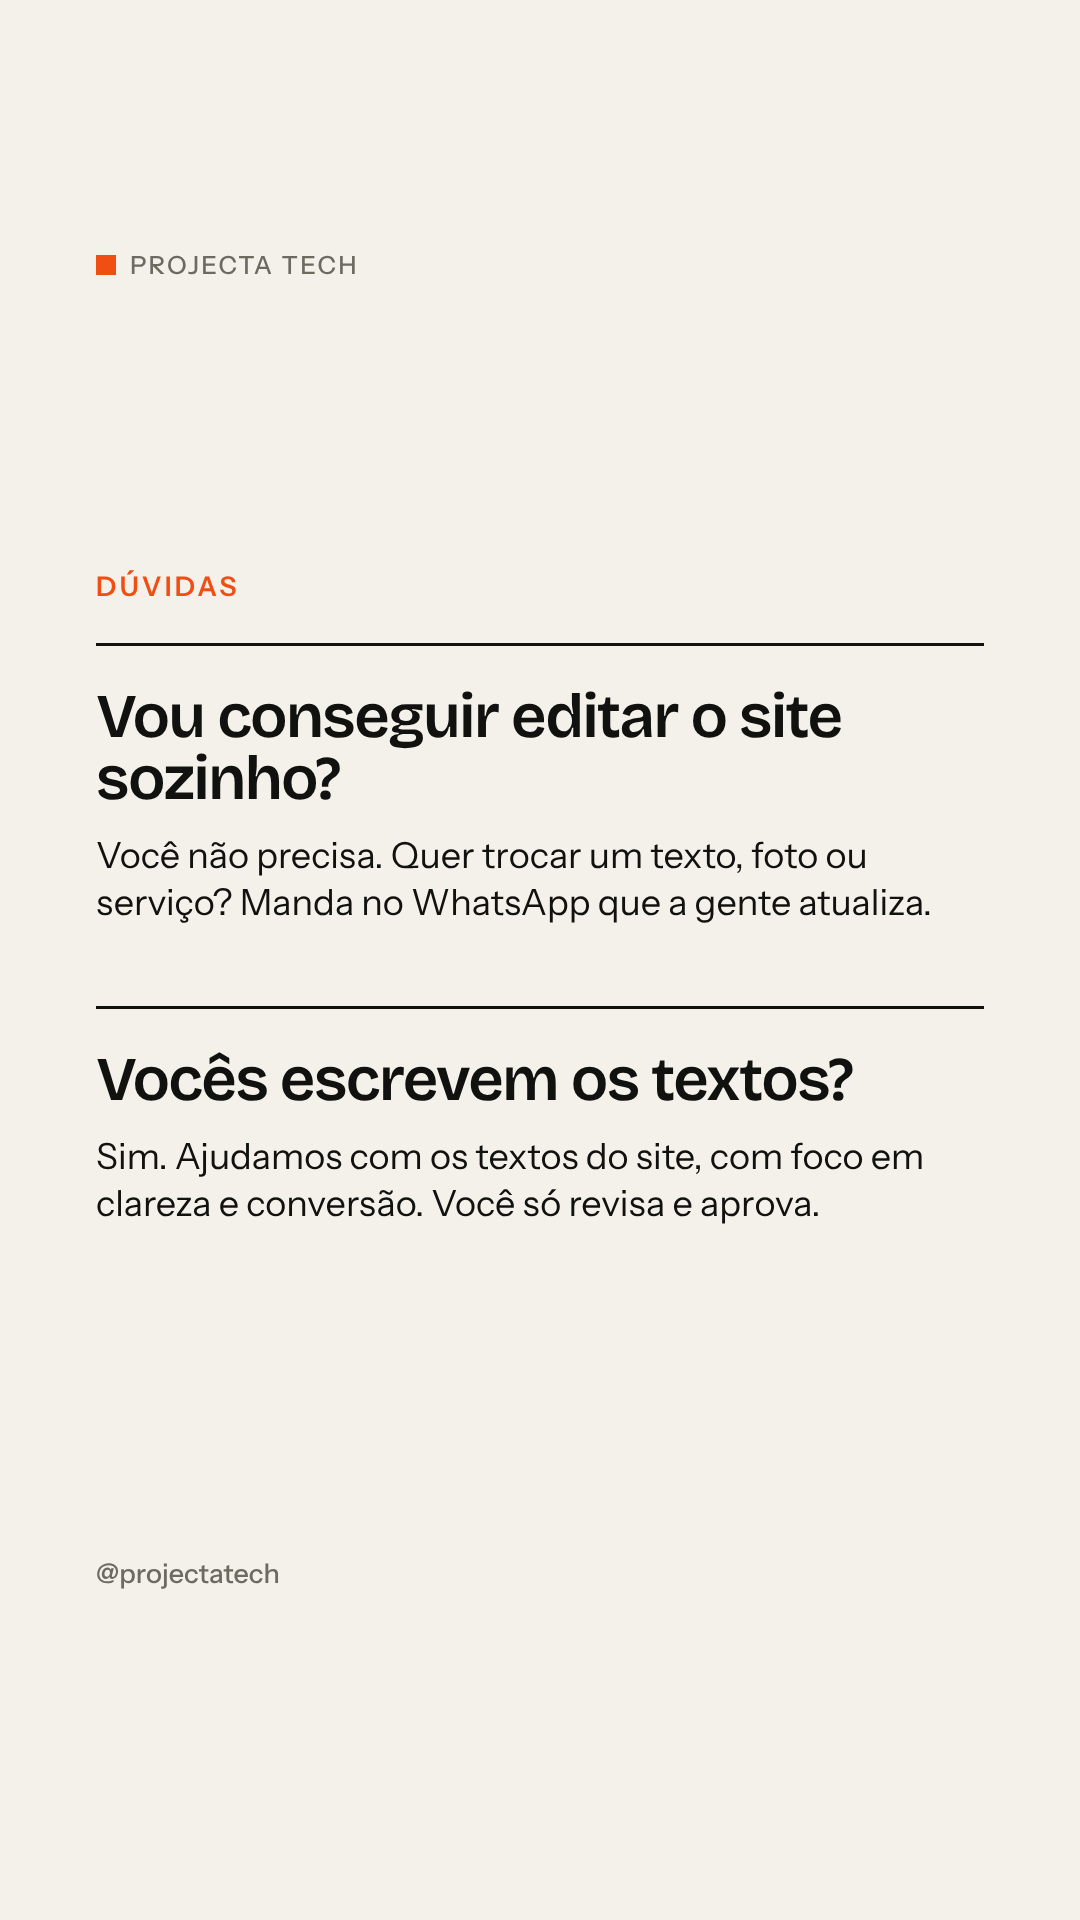 PROJECTA TECH
DÚVIDAS
Vou conseguir editar o site
sozinho?
Você não precisa. Quer trocar um texto, foto ou
serviço? Manda no WhatsApp que a gente atualiza.
Vocês escrevem os textos?
Sim. Ajudamos com os textos do site, com foco em
clareza e conversão. Você só revisa e aprova.
@projectatech